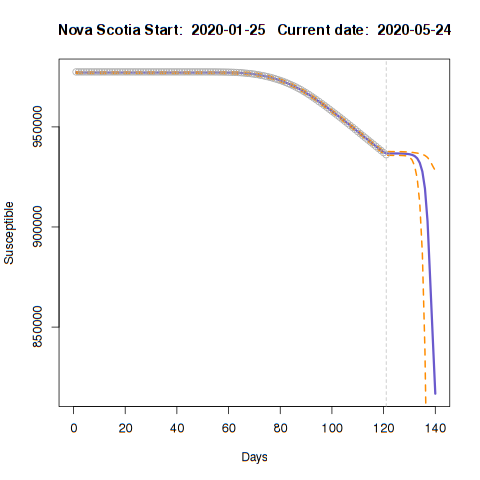 Nova Scotia Start:  2020-01-25   Current date:  2020-05-24
950000
900000
850000
Susceptible
0 20 40 60 80 100 120 140
Days